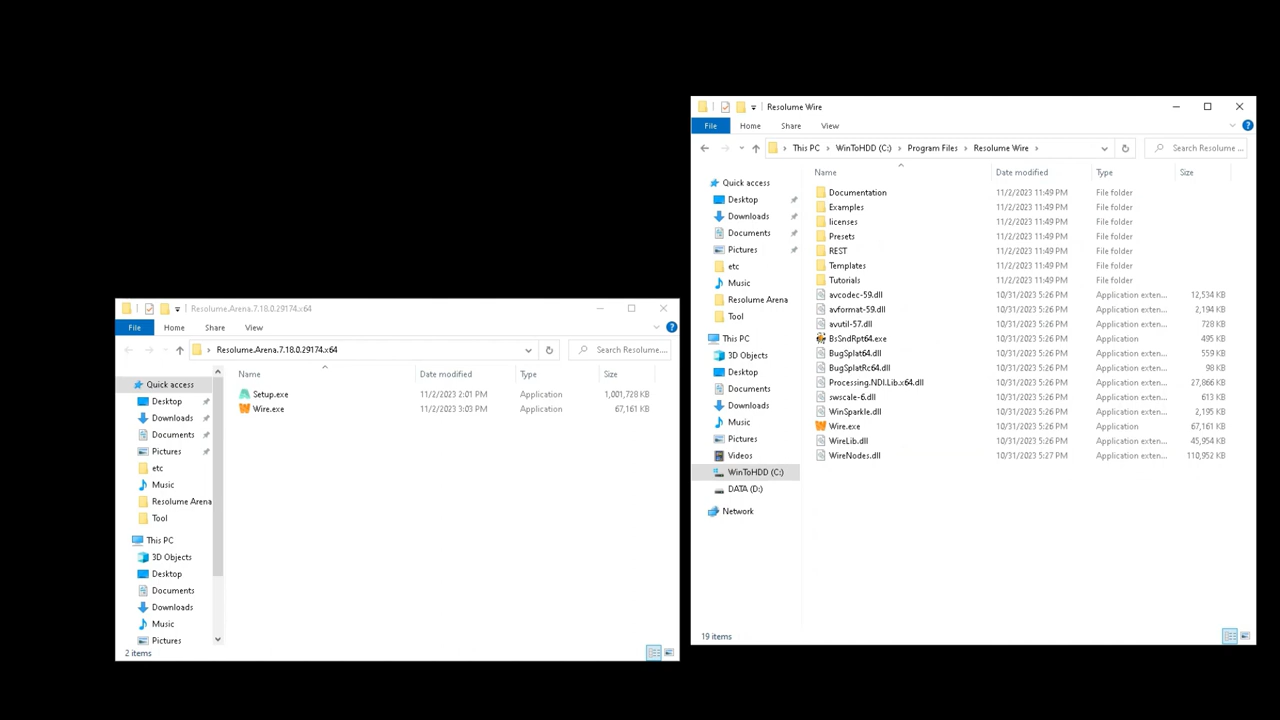 Resolume Wire
File Home Share View
This PC WinToHDD (C:) Program Files Resolume Wire Search Resolume ...
Name Date modified Type Size
Quick access
Desktop
Downloads
Documents
Pictures
etc
Music
Resolume Arena
Tool
This PC
3D Objects
Desktop
Documents
Downloads
Music
Pictures
Videos
WinToHDD (C:)
DATA (D:)
Network
Documentation 11/2/2023 11:49 PM File folder
Examples 11/2/2023 11:49 PM File folder
licenses 11/2/2023 11:49 PM File folder
Presets 11/2/2023 11:49 PM File folder
REST 11/2/2023 11:49 PM File folder
Templates 11/2/2023 11:49 PM File folder
Tutorials 11/2/2023 11:49 PM File folder
avcodec-59.dll 10/31/2023 5:26 PM Application exten... 12,534 KB
avformat-59.dll 10/31/2023 5:26 PM Application exten... 2,194 KB
avutil-57.dll 10/31/2023 5:26 PM Application exten... 728 KB
BsSndRpt64.exe 10/31/2023 5:26 PM Application 495 KB
BugSplat64.dll 10/31/2023 5:26 PM Application exten... 559 KB
BugSplatRc64.dll 10/31/2023 5:26 PM Application exten... 98 KB
Processing.NDI.Lib.x64.dll 10/31/2023 5:26 PM Application exten... 27,866 KB
swscale-6.dll 10/31/2023 5:26 PM Application exten... 613 KB
WinSparkle.dll 10/31/2023 5:26 PM Application exten... 2,195 KB
Wire.exe 10/31/2023 5:26 PM Application 67,161 KB
WireLib.dll 10/31/2023 5:26 PM Application exten... 45,954 KB
WireNodes.dll 10/31/2023 5:27 PM Application exten... 110,952 KB
19 items
Resolume.Arena.7.18.0.29174.x64
File Home Share View
Resolume.Arena.7.18.0.29174.x64 Search Resolume....
Name Date modified Type Size
Quick access
Desktop
Downloads
Documents
Pictures
etc
Music
Resolume Arena
Tool
This PC
3D Objects
Desktop
Documents
Downloads
Music
Pictures
Setup.exe 11/2/2023 2:01 PM Application 1,001,728 KB
Wire.exe 11/2/2023 3:03 PM Application 67,161 KB
2 items